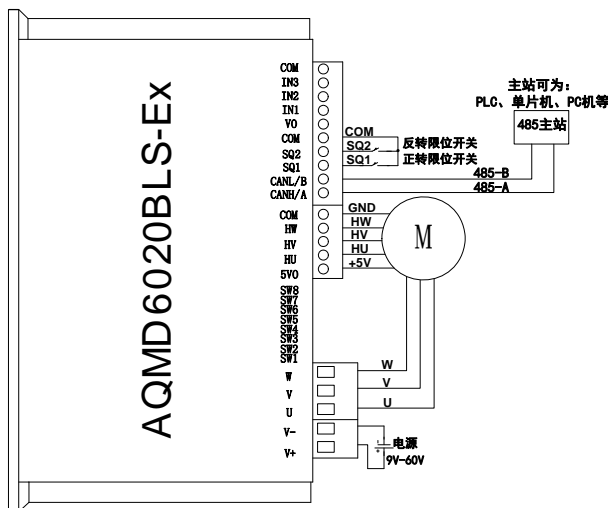 AQMD6020BLS-Ex
COM
IN3
IN2
IN1
VO
COM
SQ2
SQ1
CANL/B
CANH/A
COM
HW
HV
HU
5VO
SW8
SW7
SW6
SW5
SW4
SW3
SW2
SW1
W
V
U
V-
V+
COM
SQ2 反转限位开关
SQ1 正转限位开关
主站可为：
PLC、单片机、PC机等
485主站
485-B
485-A
GND
HW
HV
HU
+5V
M
W
V
U
电源
9V-60V